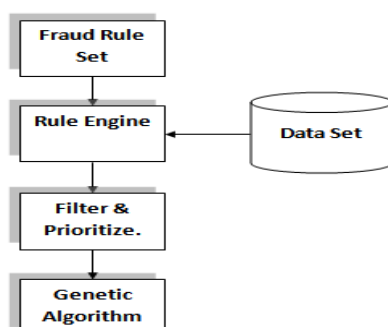 Fraud Rule
Set
Rule Engine
Data Set
Filter &
Prioritize.
Genetic
Algorithm